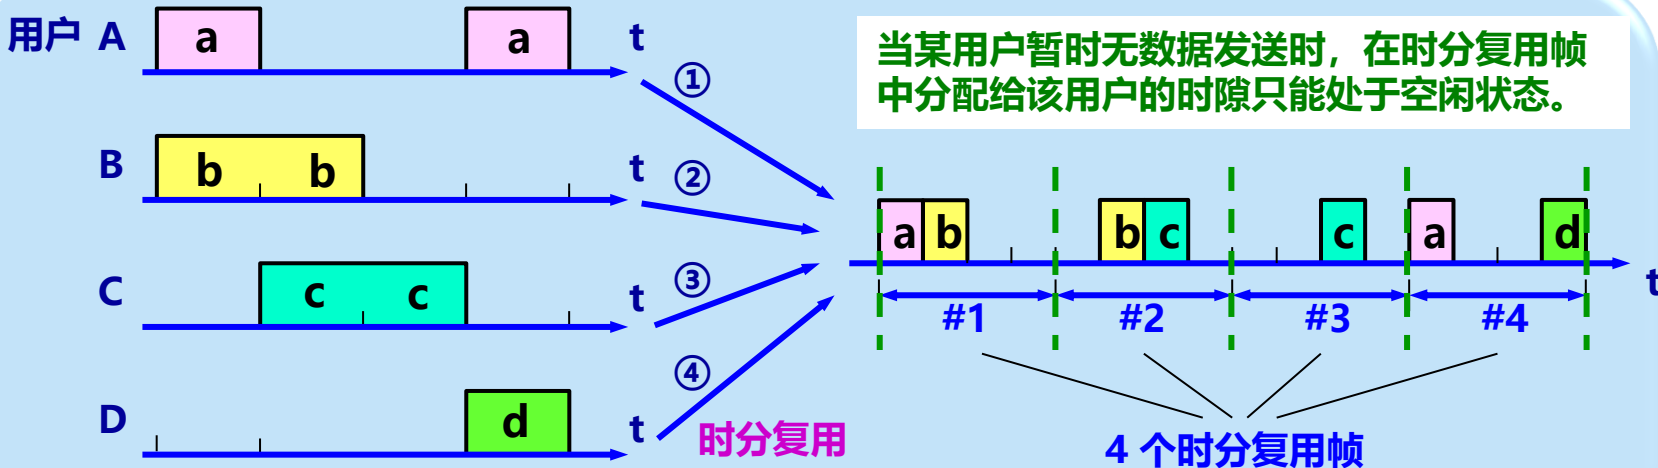 用户 A a a t ①
当某用户暂时无数据发送时，在时分复用帧
中分配给该用户的时隙只能处于空闲状态。
B b b t ②
a b b c c a d
C c c t ③
t
#1 #2 #3 #4
④
D d t
时分复用
4 个时分复用帧